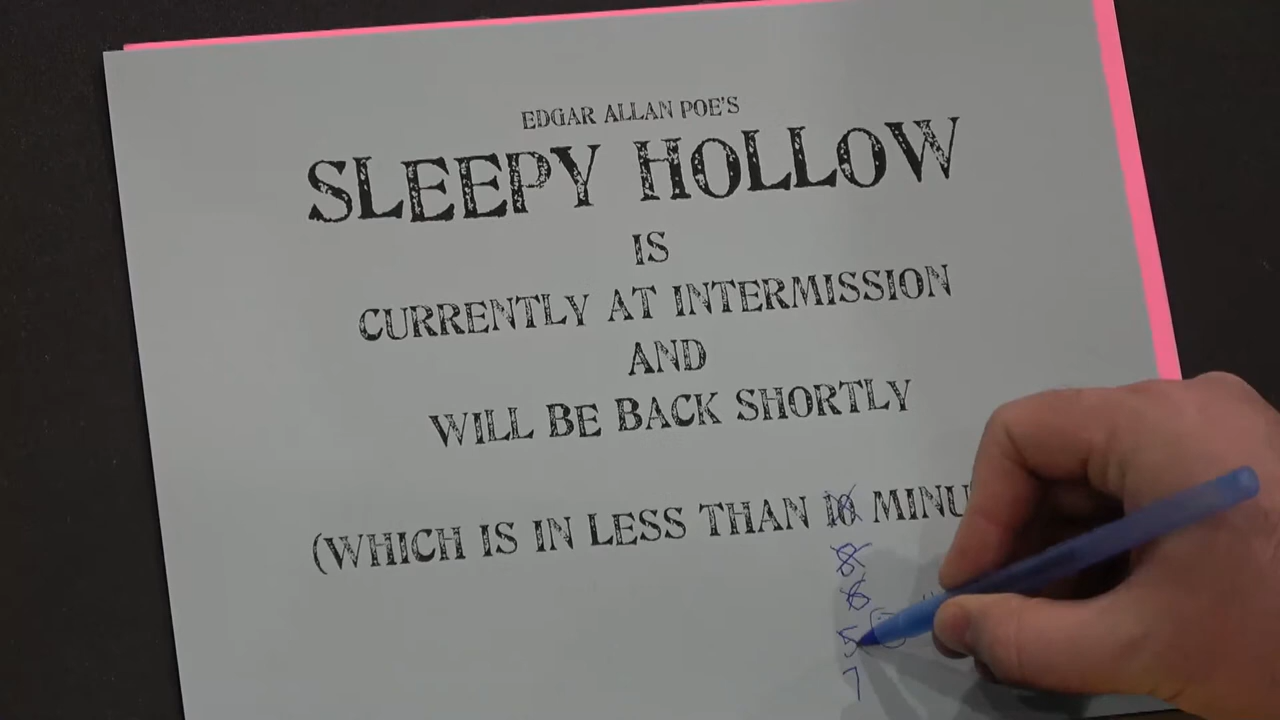 EDGAR ALLAN POE'S
SLEEPY HOLLOW
IS
CURRENTLY AT INTERMISSION
AND
WILL BE BACK SHORTLY
(WHICH IS IN LESS THAN 10 MINU
8
6
5
7